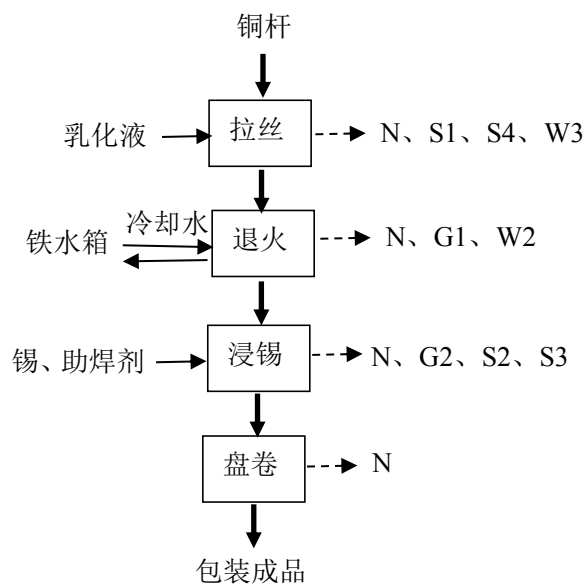 铜杆
乳化液
拉丝
N、S1、S4、W3
铁水箱
冷却水
退火
N、G1、W2
锡、助焊剂
浸锡
N、G2、S2、S3
盘卷
N
包装成品